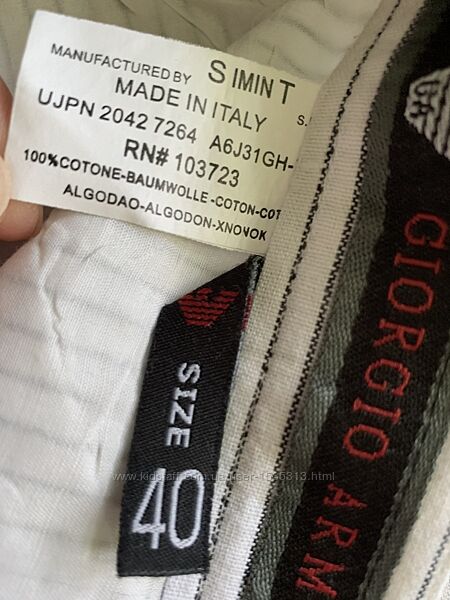 MANUFACTURED BY SIMINT
MADE IN ITALY
UJPN 2042 7264 A6J31GH-
RN# 103723
100%COTONE-BAUMWOLLE-COTON-COT
ALGODAO-ALGODON-XNOVOK
SIZE
40
GIORGIO ARM